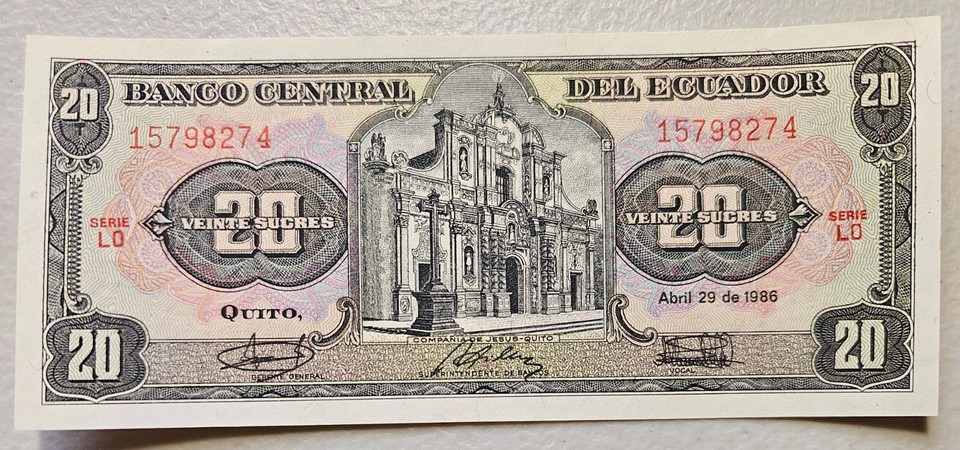 20 BANCO CENTRAL DEL ECUADOR 20
15798274 15798274
20 20
VEINTE SUCRES VEINTE SUCRES
SERIE SERIE
LO LO
QUITO, Abril 29 de 1986
COMPAÑIA DE JESUS-QUITO
20 20
GERENTE GENERAL SUPERINTENDENTE DE BANCOS VOCAL